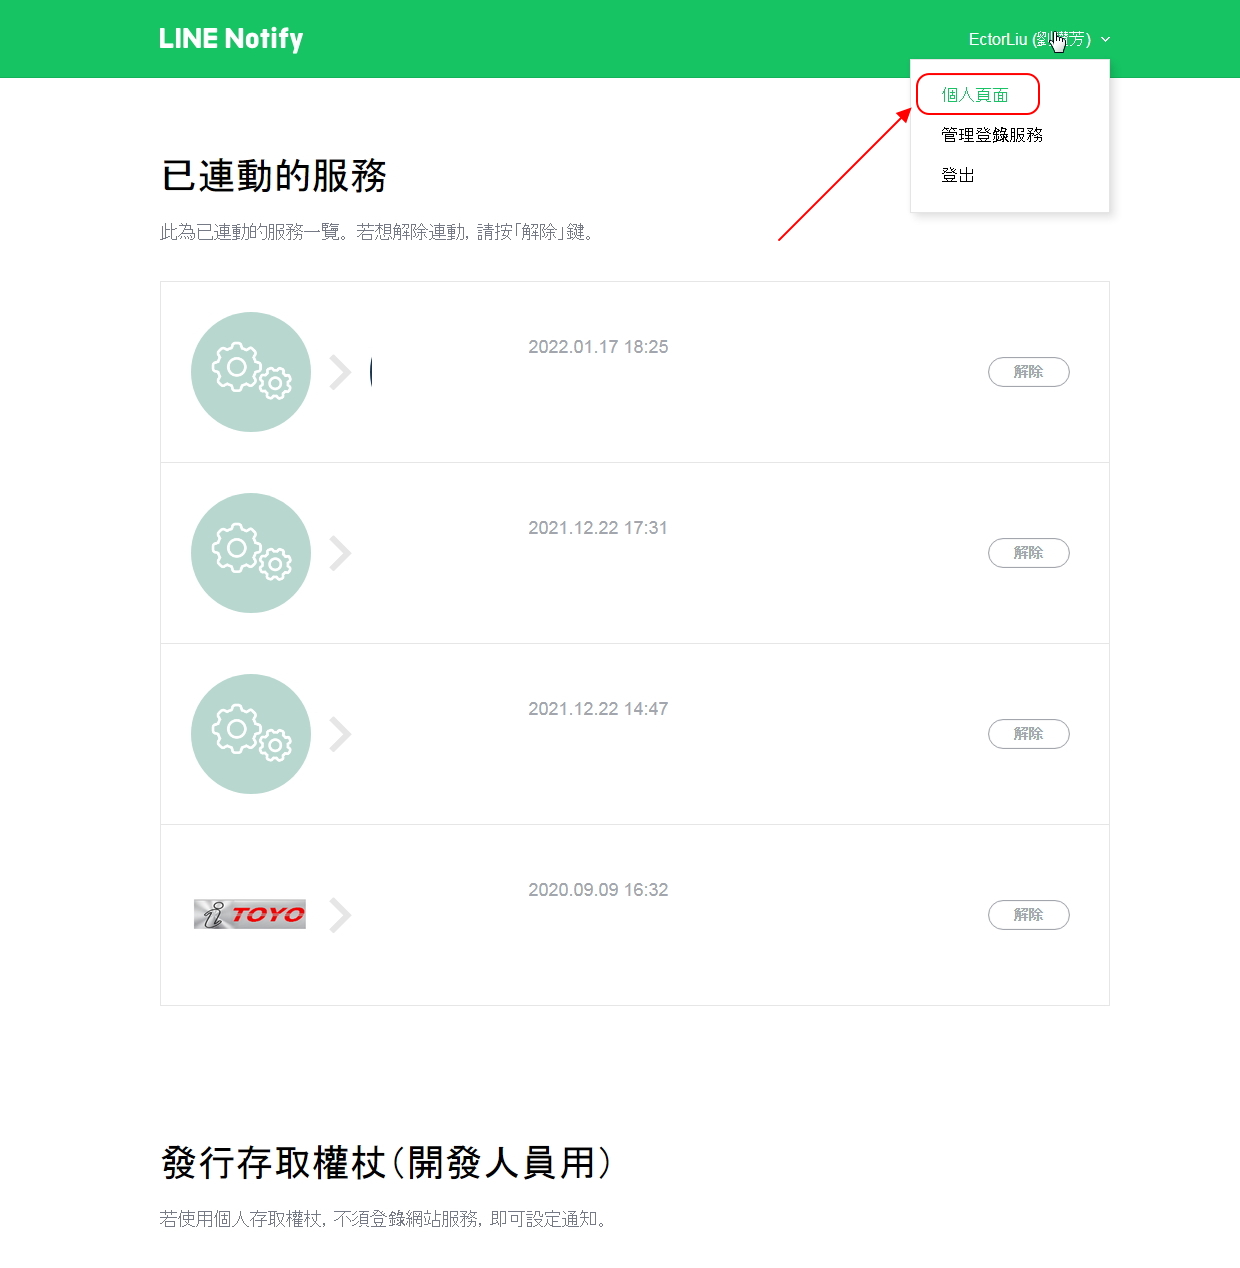 LINE Notify
EctorLiu (劉 芳)
個人頁面
管理登錄服務
登出
已連動的服務
此為已連動的服務一覽。若想解除連動, 請按「解除」鍵。
2022.01.17 18:25
解除
2021.12.22 17:31
解除
2021.12.22 14:47
解除
i TOYO
2020.09.09 16:32
解除
發行存取權杖(開發人員用)
若使用個人存取權杖, 不須登錄網站服務, 即可設定通知。